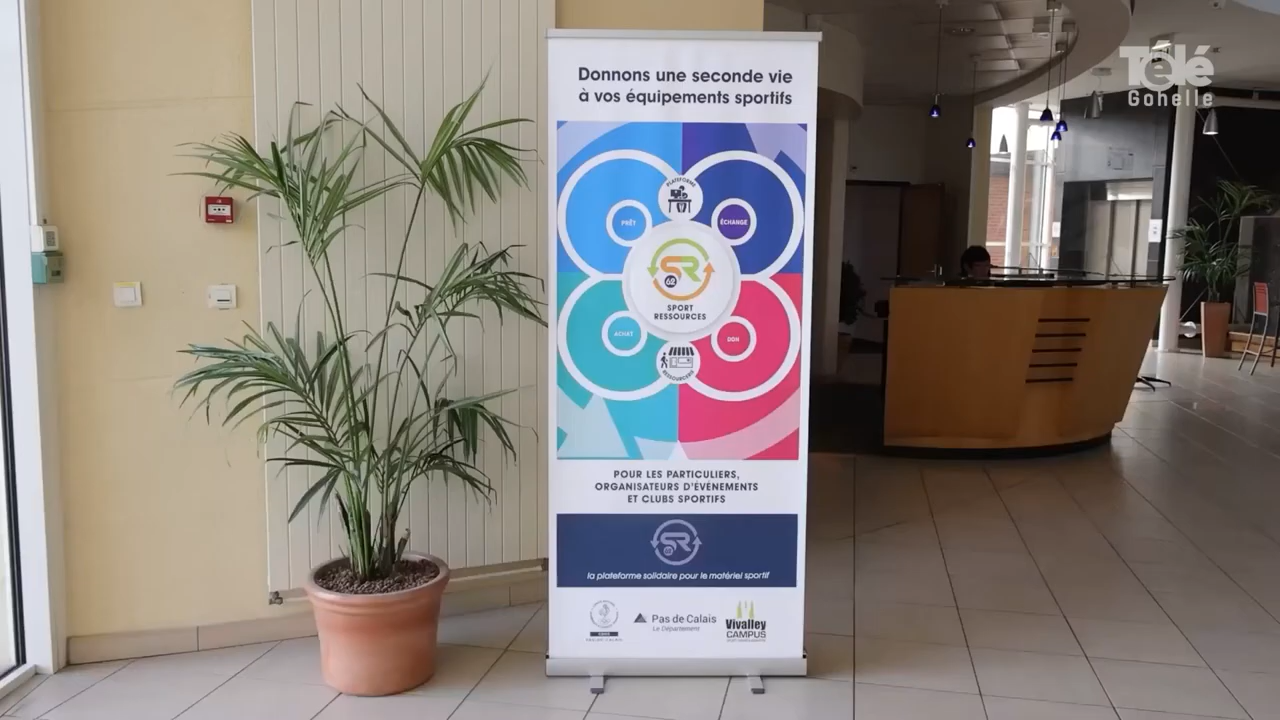 Télé
Gohelle
Donnons une seconde vie
à vos équipements sportifs
PLATEFORME
PRÊT
ÉCHANGE
SR
62
SPORT
RESSOURCES
ACHAT
DON
RESSOURCERIE
POUR LES PARTICULIERS,
ORGANISATEURS D'ÉVÉNEMENTS
ET CLUBS SPORTIFS
SR
62
la plateforme solidaire pour le matériel sportif
Pas de Calais
Le Département
Vivalley
CAMPUS